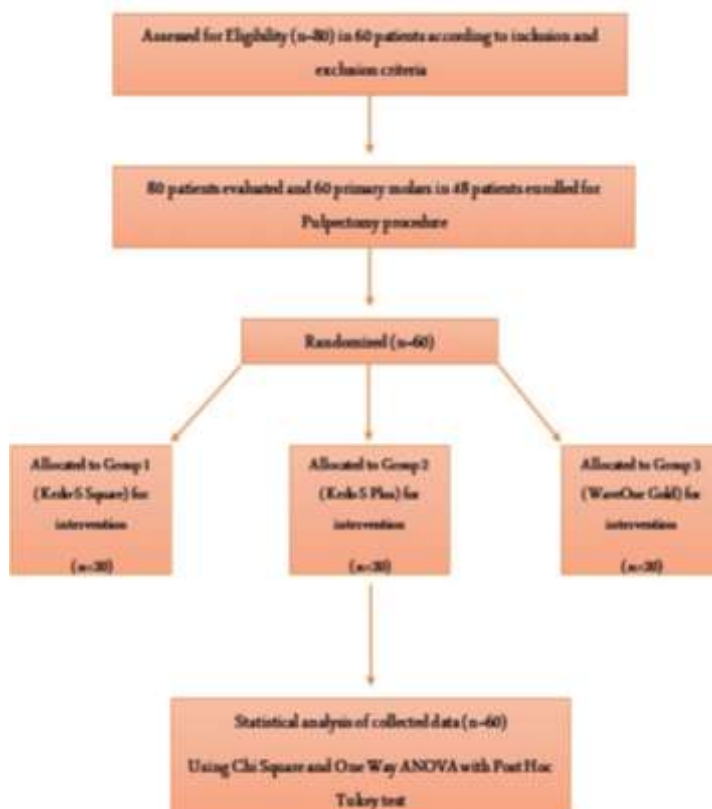 Assessed for Eligibility (n=80) in 60 patients according to inclusion and
exclusion criteria
80 patients evaluated and 60 primary molars in 48 patients enrolled for
Pulpectomy procedure
Randomized (n=60)
Allocated to Group 1
(Kedo-S Square) for
intervention
(n=20)
Allocated to Group 2
(Kedo-S Plus) for
intervention
(n=20)
Allocated to Group 3
(WaveOne Gold) for
intervention
(n=20)
Statistical analysis of collected data (n=60)
Using Chi Square and One Way ANOVA with Post Hoc
Tukey test